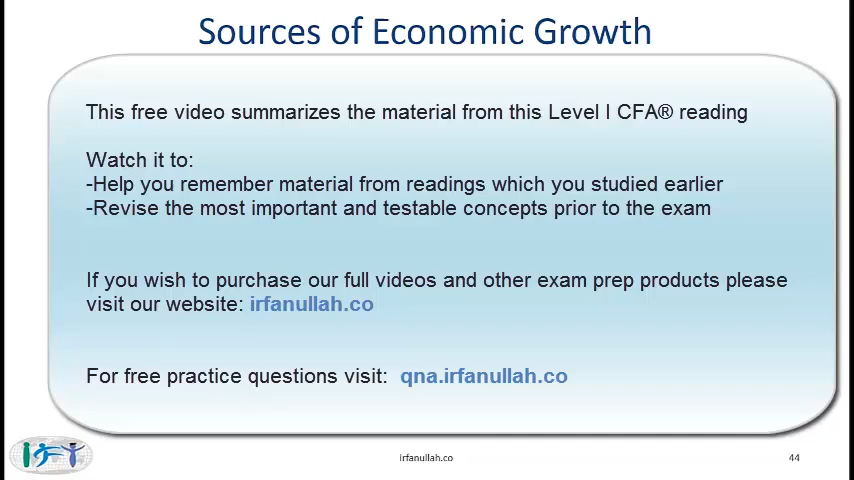 Sources of Economic Growth
This free video summarizes the material from this Level I CFA® reading
Watch it to:
-Help you remember material from readings which you studied earlier
-Revise the most important and testable concepts prior to the exam
If you wish to purchase our full videos and other exam prep products please
visit our website: irfanullah.co
For free practice questions visit: qna.irfanullah.co
irfanullah.co
44